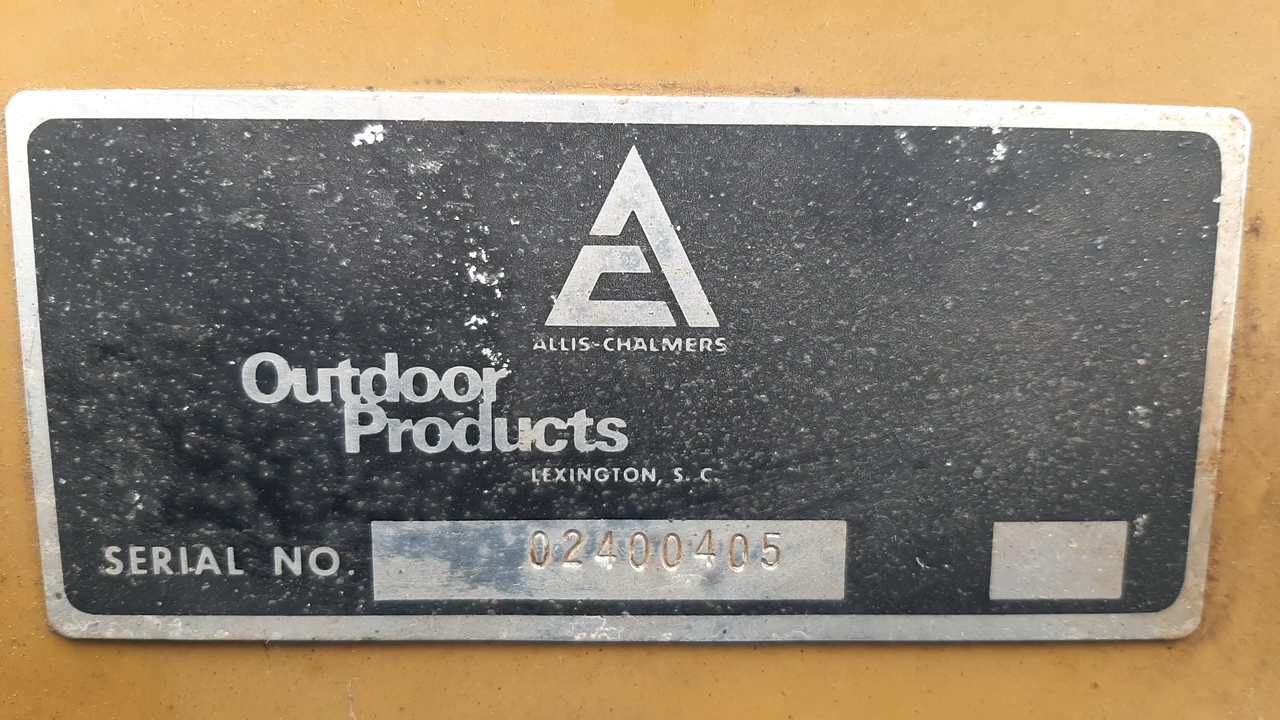 ALLIS-CHALMERS
Outdoor
Products
LEXINGTON, S. C.
SERIAL NO. 02400405